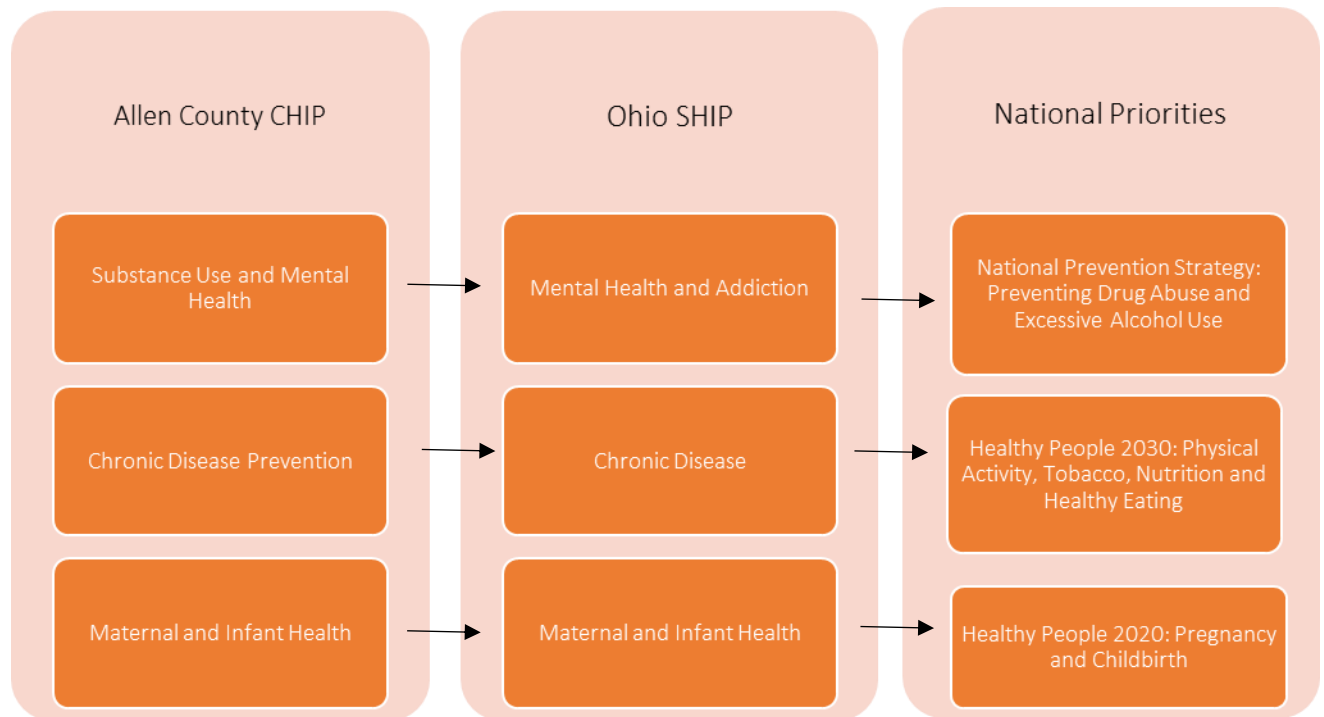 Allen County CHIP
Substance Use and Mental
Health
Chronic Disease Prevention
Maternal and Infant Health
Ohio SHIP
Mental Health and Addiction
Chronic Disease
Maternal and Infant Health
National Priorities
National Prevention Strategy:
Preventing Drug Abuse and
Excessive Alcohol Use
Healthy People 2030: Physical
Activity, Tobacco, Nutrition and
Healthy Eating
Healthy People 2020: Pregnancy
and Childbirth